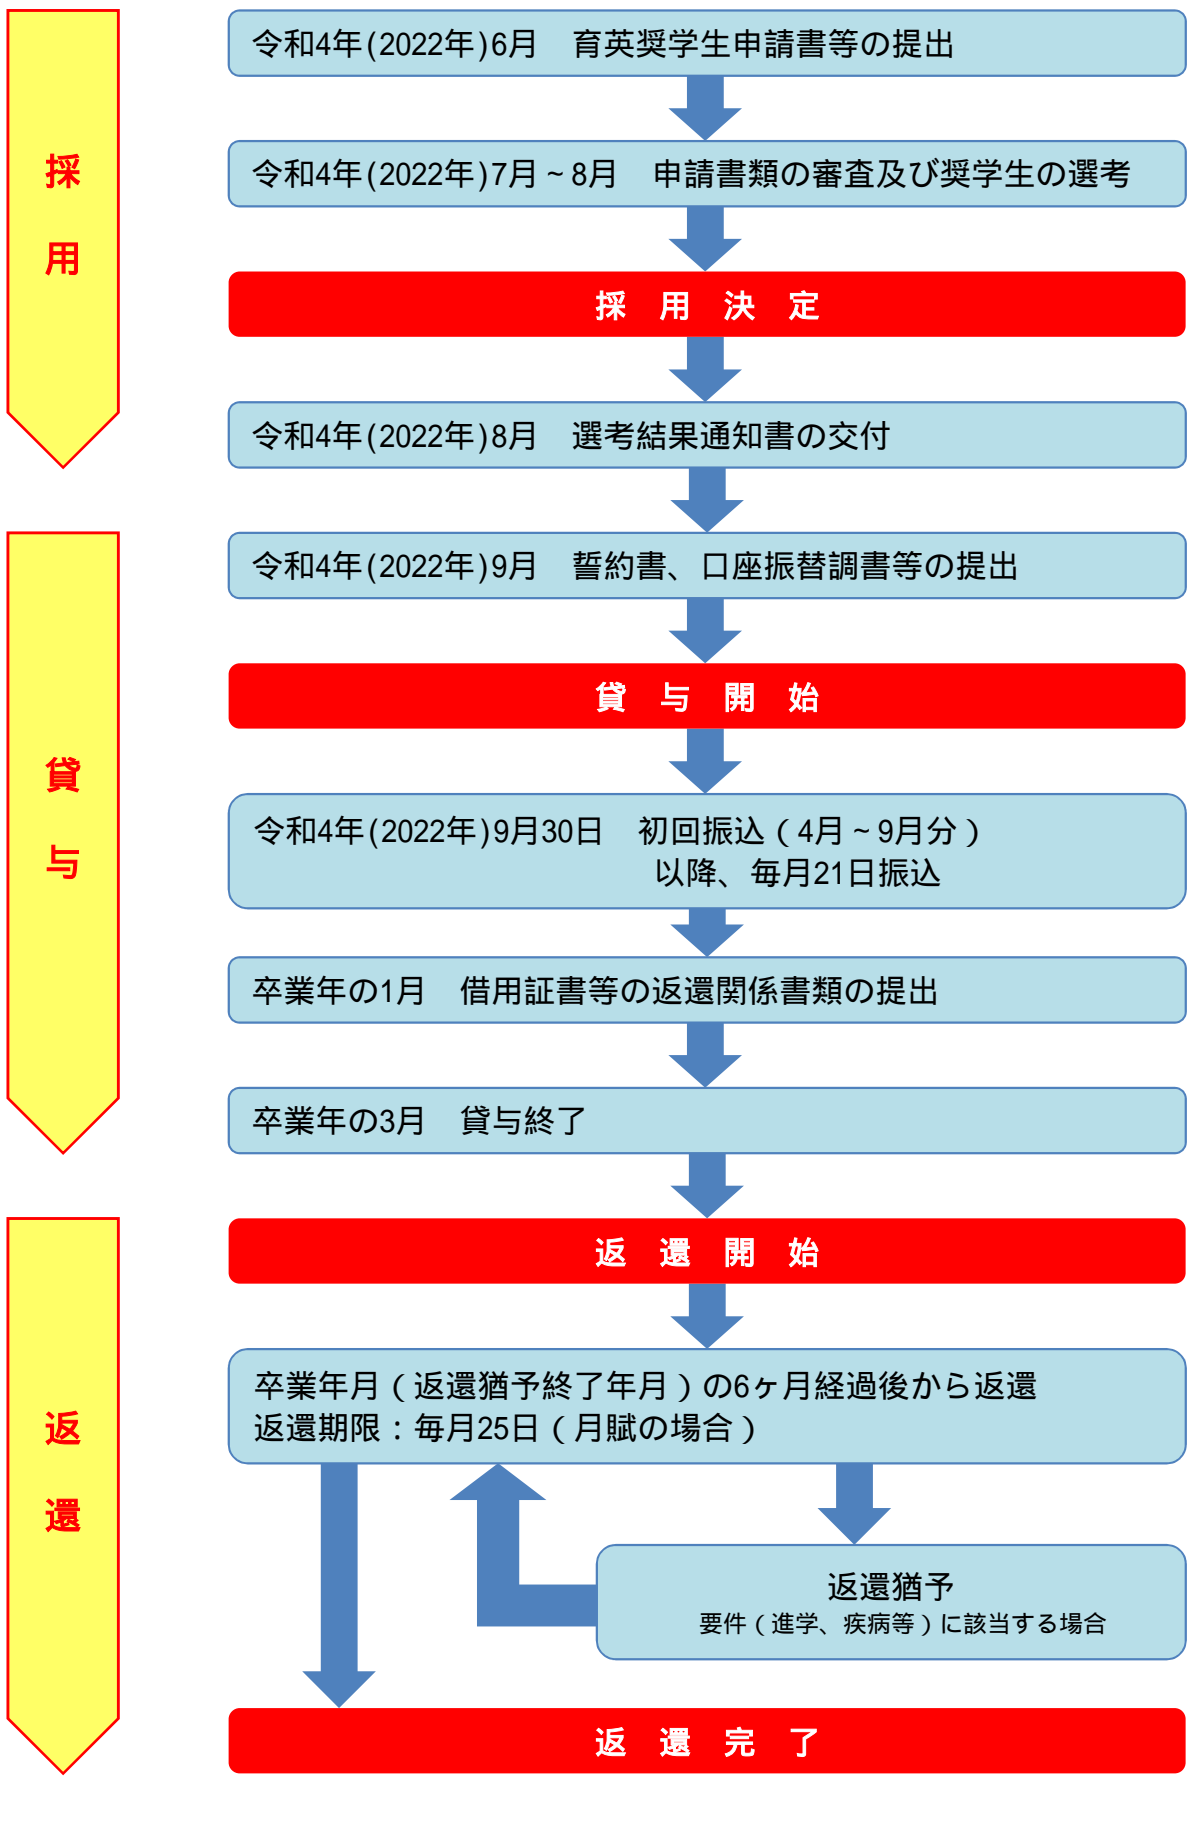 採用
令和4年(2022年)6月　育英奨学生申請書等の提出
令和4年(2022年)7月～8月　申請書類の審査及び奨学生の選考
採　用　決　定
令和4年(2022年)8月　選考結果通知書の交付
貸与
令和4年(2022年)9月　誓約書、口座振替調書等の提出
貸　与　開　始
令和4年(2022年)9月30日　初回振込（4月～9月分）
以降、毎月21日振込
卒業年の1月　借用証書等の返還関係書類の提出
卒業年の3月　貸与終了
返還
返　還　開　始
卒業年月（返還猶予終了年月）の6ヶ月経過後から返還
返還期限：毎月25日（月賦の場合）
返還猶予
要件（進学、疾病等）に該当する場合
返　還　完　了